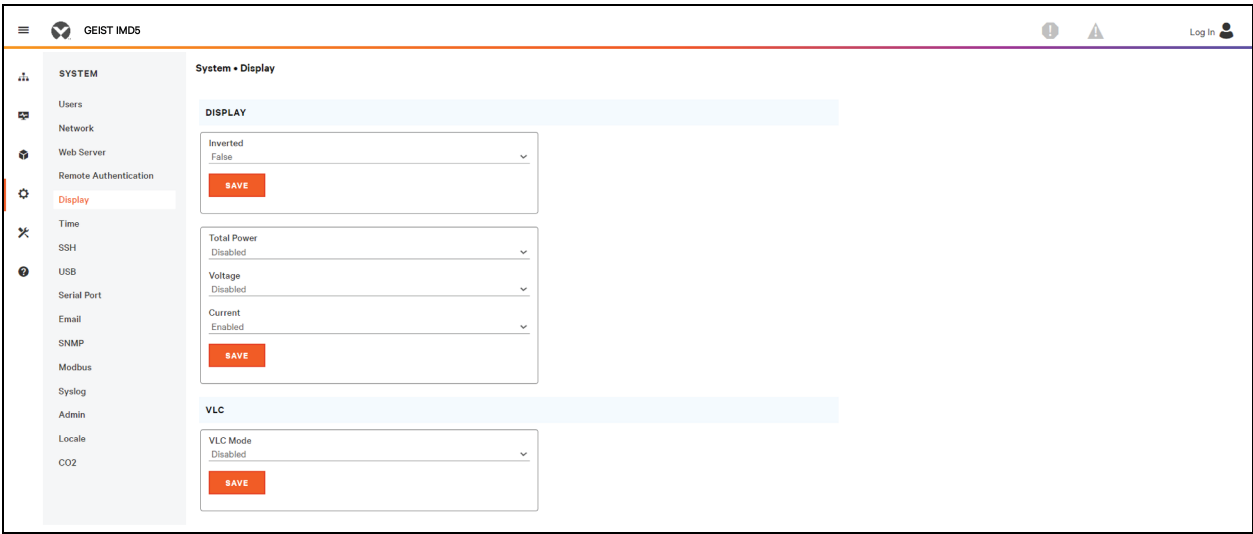 GEIST IMD5
Log In
SYSTEM
Users
Network
Web Server
Remote Authentication
Display
Time
SSH
USB
Serial Port
Email
SNMP
Modbus
Syslog
Admin
Locale
CO2
System • Display
DISPLAY
Inverted
False
SAVE
Total Power
Disabled
Voltage
Disabled
Current
Enabled
SAVE
VLC
VLC Mode
Disabled
SAVE